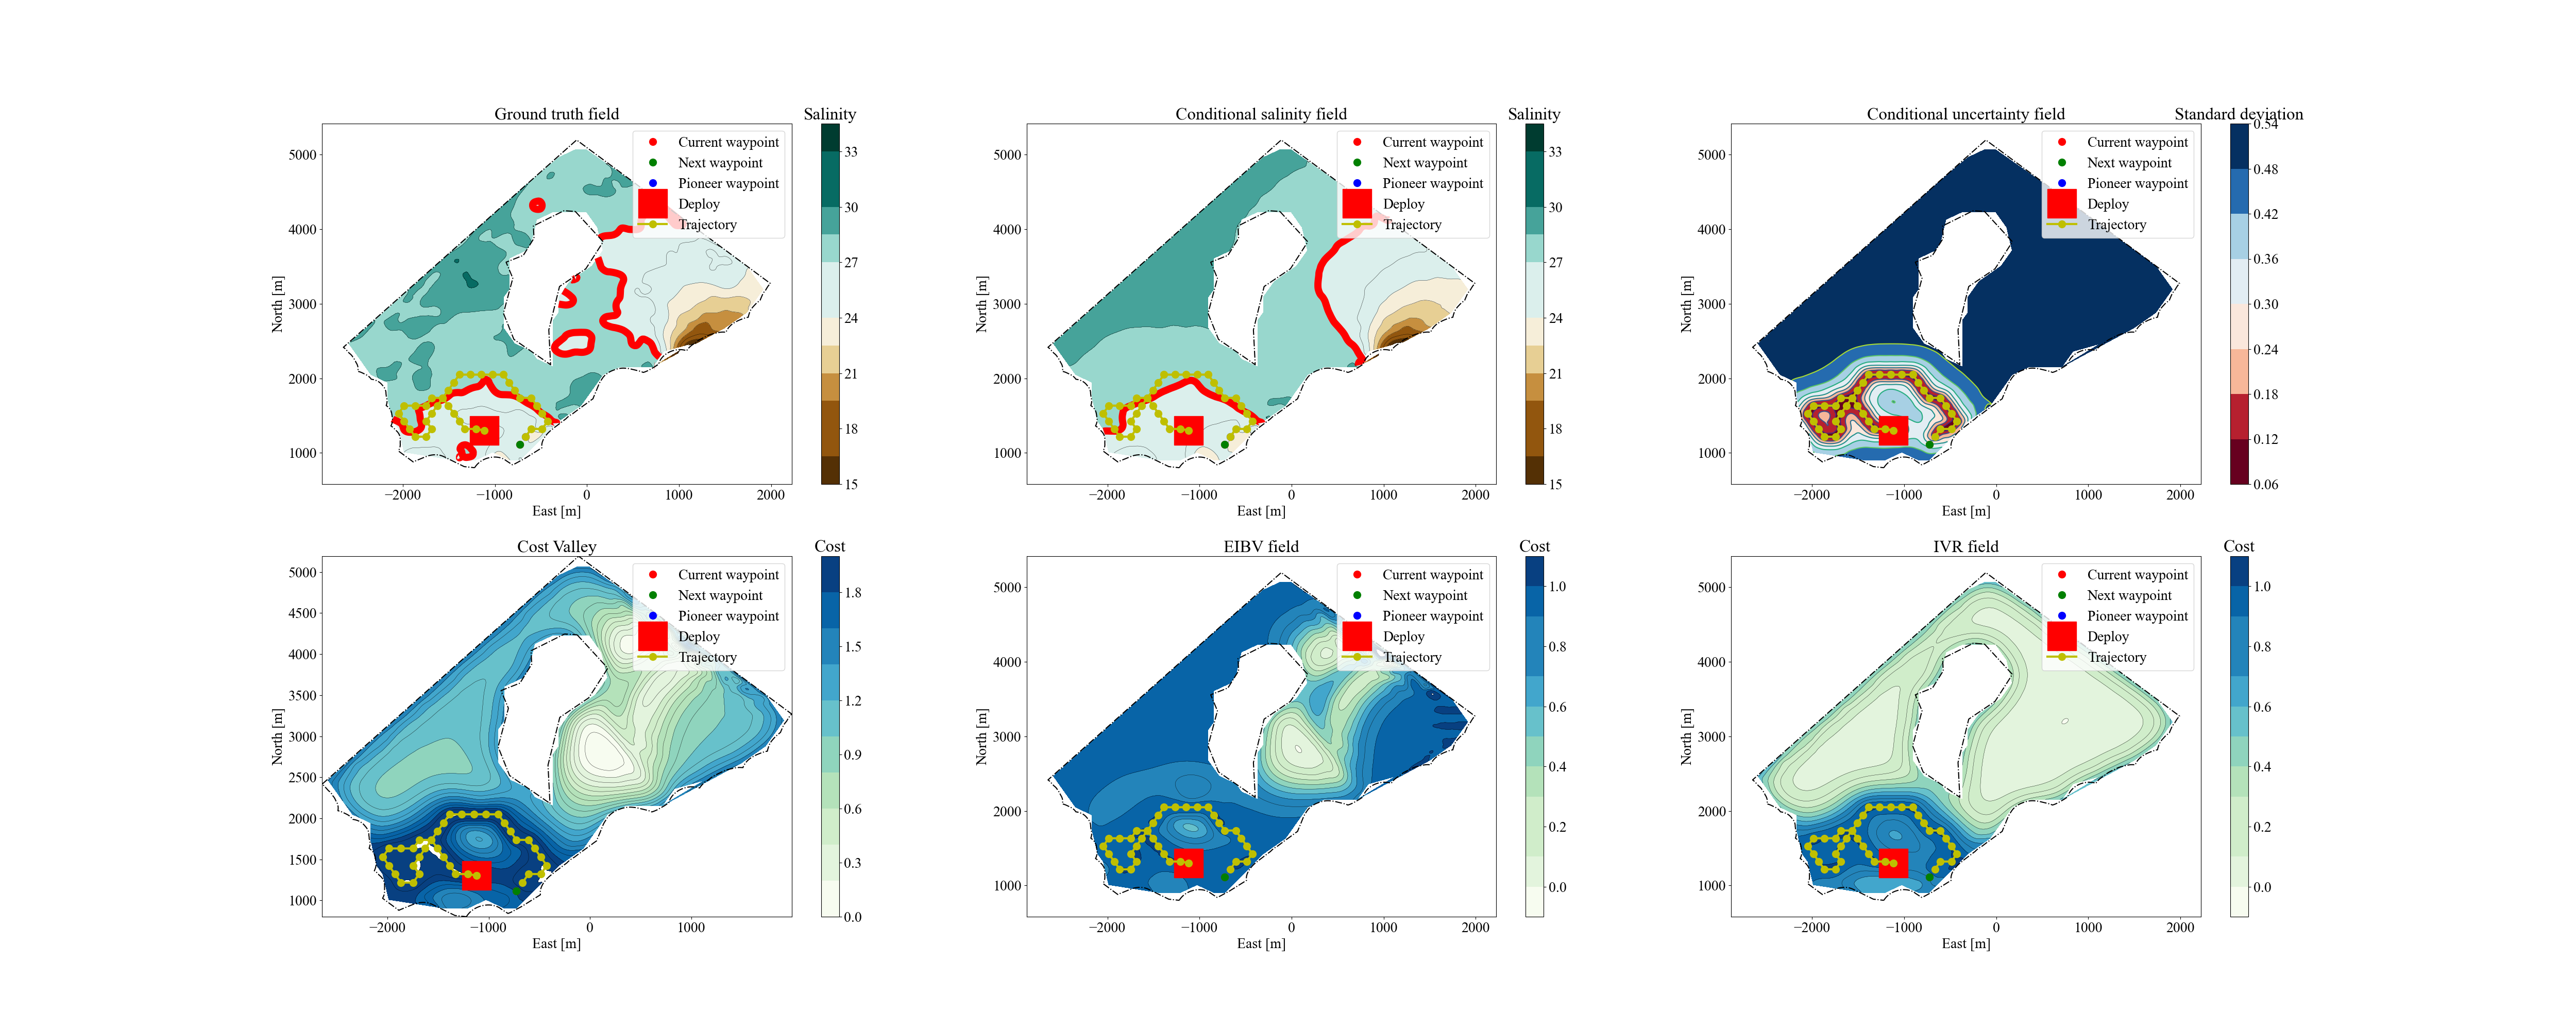 Ground truth field
Salinity
Current waypoint
Next waypoint
Pioneer waypoint
Deploy
Trajectory
5000
4000
3000
2000
1000
North [m]
−2000
−1000
0
1000
2000
East [m]
33
30
27
24
21
18
15
Conditional salinity field
Salinity
Current waypoint
Next waypoint
Pioneer waypoint
Deploy
Trajectory
5000
4000
3000
2000
1000
North [m]
−2000
−1000
0
1000
2000
East [m]
33
30
27
24
21
18
15
Conditional uncertainty field
Standard deviation
Current waypoint
Next waypoint
Pioneer waypoint
Deploy
Trajectory
5000
4000
3000
2000
1000
North [m]
−2000
−1000
0
1000
2000
East [m]
0.54
0.48
0.42
0.36
0.30
0.24
0.18
0.12
0.06
Cost Valley
Cost
Current waypoint
Next waypoint
Pioneer waypoint
Deploy
Trajectory
5000
4500
4000
3500
3000
2500
2000
1500
1000
North [m]
−2000
−1000
0
1000
East [m]
1.8
1.5
1.2
0.9
0.6
0.3
0.0
EIBV field
Cost
Current waypoint
Next waypoint
Pioneer waypoint
Deploy
Trajectory
5000
4000
3000
2000
1000
North [m]
−2000
−1000
0
1000
2000
East [m]
1.0
0.8
0.6
0.4
0.2
0.0
IVR field
Cost
Current waypoint
Next waypoint
Pioneer waypoint
Deploy
Trajectory
5000
4000
3000
2000
1000
North [m]
−2000
−1000
0
1000
2000
East [m]
1.0
0.8
0.6
0.4
0.2
0.0